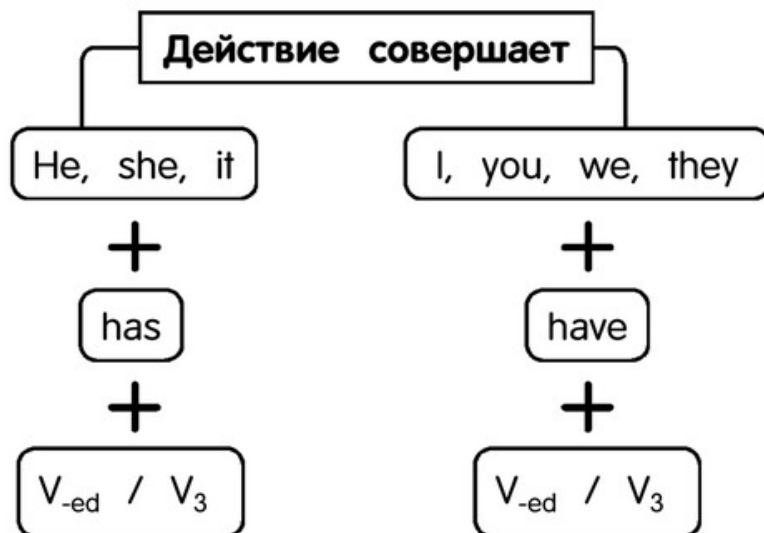 Действие совершает
He, she, it
I, you, we, they
+
+
has
have
+
+
V-ed / V3
V-ed / V3